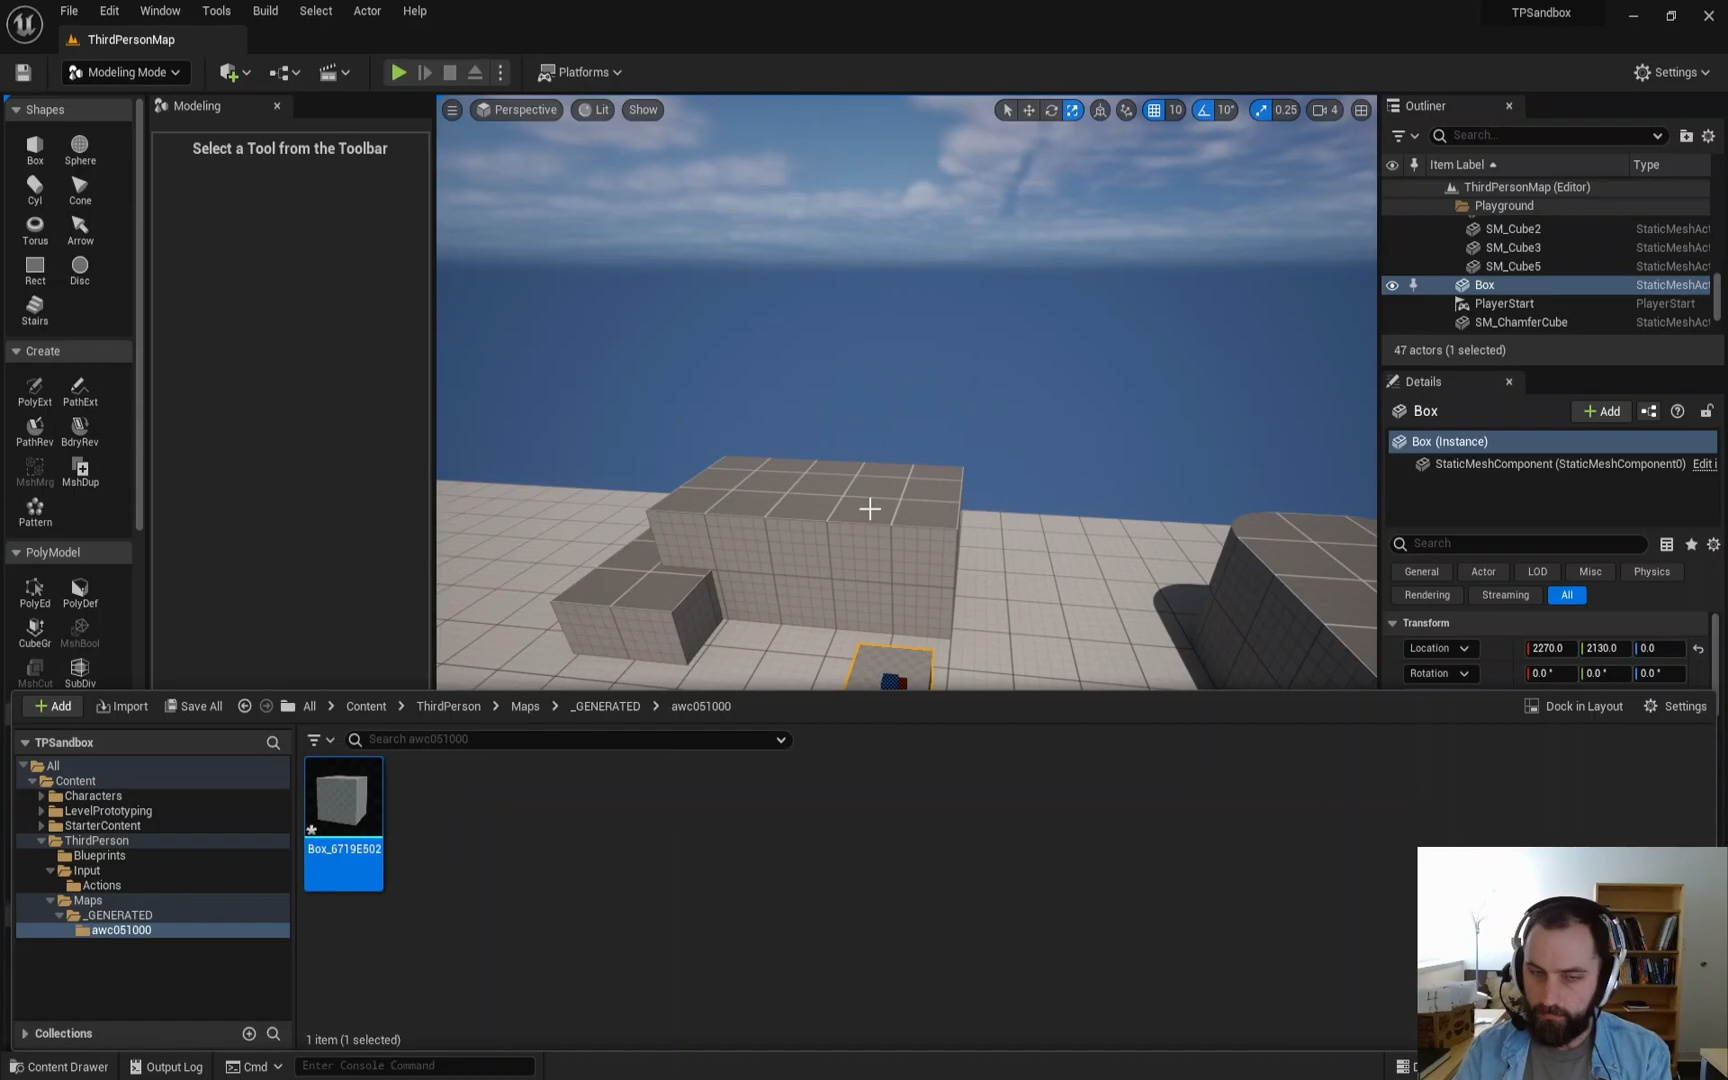 File Edit Window Tools Build Select Actor Help
TPSandbox
ThirdPersonMap
Modeling Mode
Platforms
Settings
Shapes
Box Sphere
Cyl Cone
Torus Arrow
Rect Disc
Stairs
Create
PolyExt PathExt
PathRev BdryRev
MshMrg MshDup
Pattern
PolyModel
PolyEd PolyDef
CubeGr MshBool
MshCut SubDiv
Modeling
Select a Tool from the Toolbar
Perspective Lit Show
10 10° 0.25 4
Outliner
Search...
Item Label Type
ThirdPersonMap (Editor)
Playground
SM_Cube2 StaticMeshAct
SM_Cube3 StaticMeshAct
SM_Cube5 StaticMeshAct
Box StaticMeshAct
PlayerStart PlayerStart
SM_ChamferCube StaticMeshAct
47 actors (1 selected)
Details
Box
Add
Box (Instance)
StaticMeshComponent (StaticMeshComponent0) Edit i
Search
General Actor LOD Misc Physics
Rendering Streaming All
Transform
Location 2270.0 2130.0 0.0
Rotation 0.0 ° 0.0 ° 0.0 °
Add Import Save All All Content ThirdPerson Maps _GENERATED awc051000
Dock in Layout Settings
TPSandbox
Search awc051000
All
Content
Characters
LevelPrototyping
StarterContent
ThirdPerson
Blueprints
Input
Actions
Maps
_GENERATED
awc051000
Collections
Box_6719E502
1 item (1 selected)
Content Drawer Output Log Cmd Enter Console Command